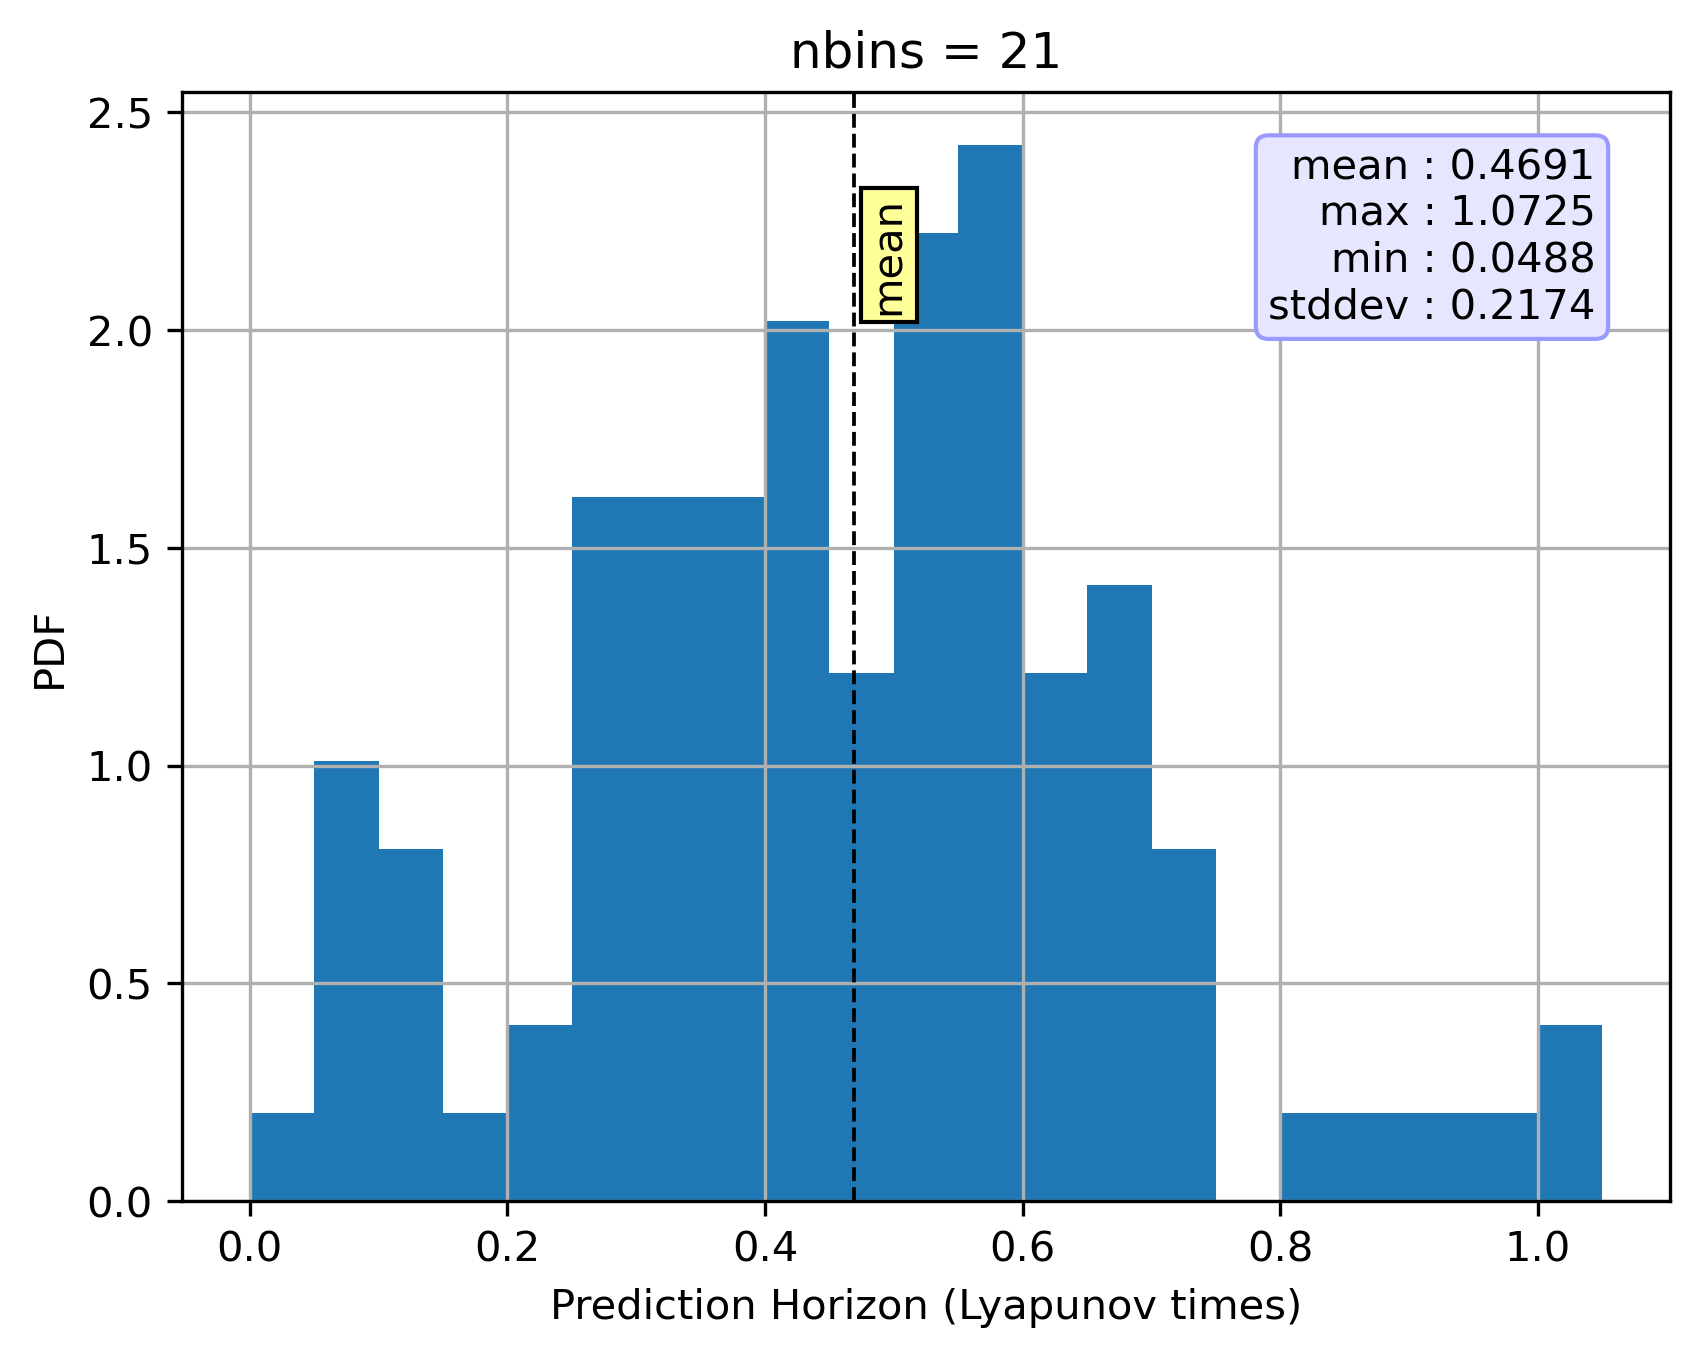 nbins = 21
2.5
2.0
1.5
1.0
0.5
0.0
PDF
mean
mean : 0.4691
max : 1.0725
min : 0.0488
stddev : 0.2174
0.0 0.2 0.4 0.6 0.8 1.0
Prediction Horizon (Lyapunov times)